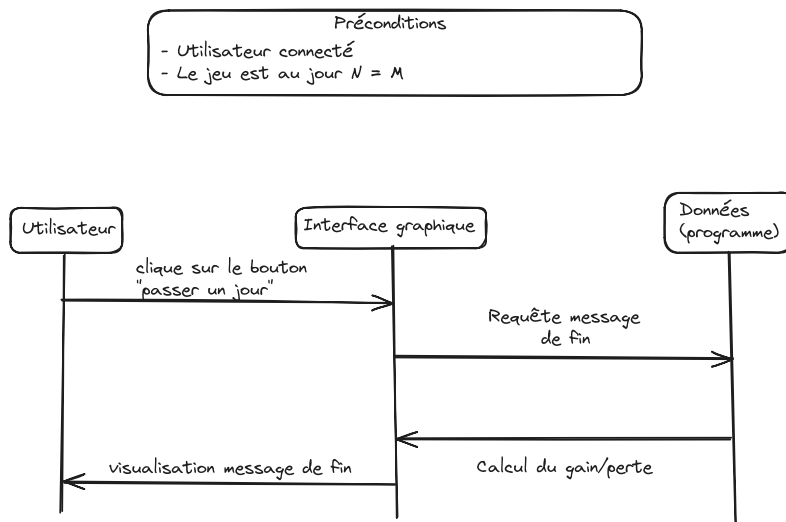 Préconditions
- Utilisateur connecté
- Le jeu est au jour N = M
Utilisateur
Interface graphique
Données
(programme)
clique sur le bouton
"passer un jour"
Requête message
de fin
Calcul du gain/perte
visualisation message de fin